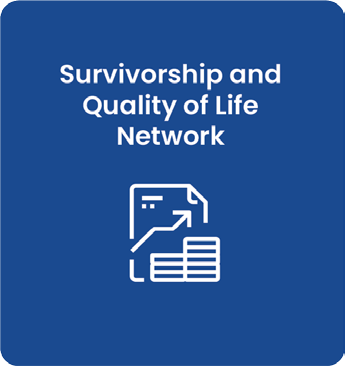 Survivorship and
Quality of Life
Network